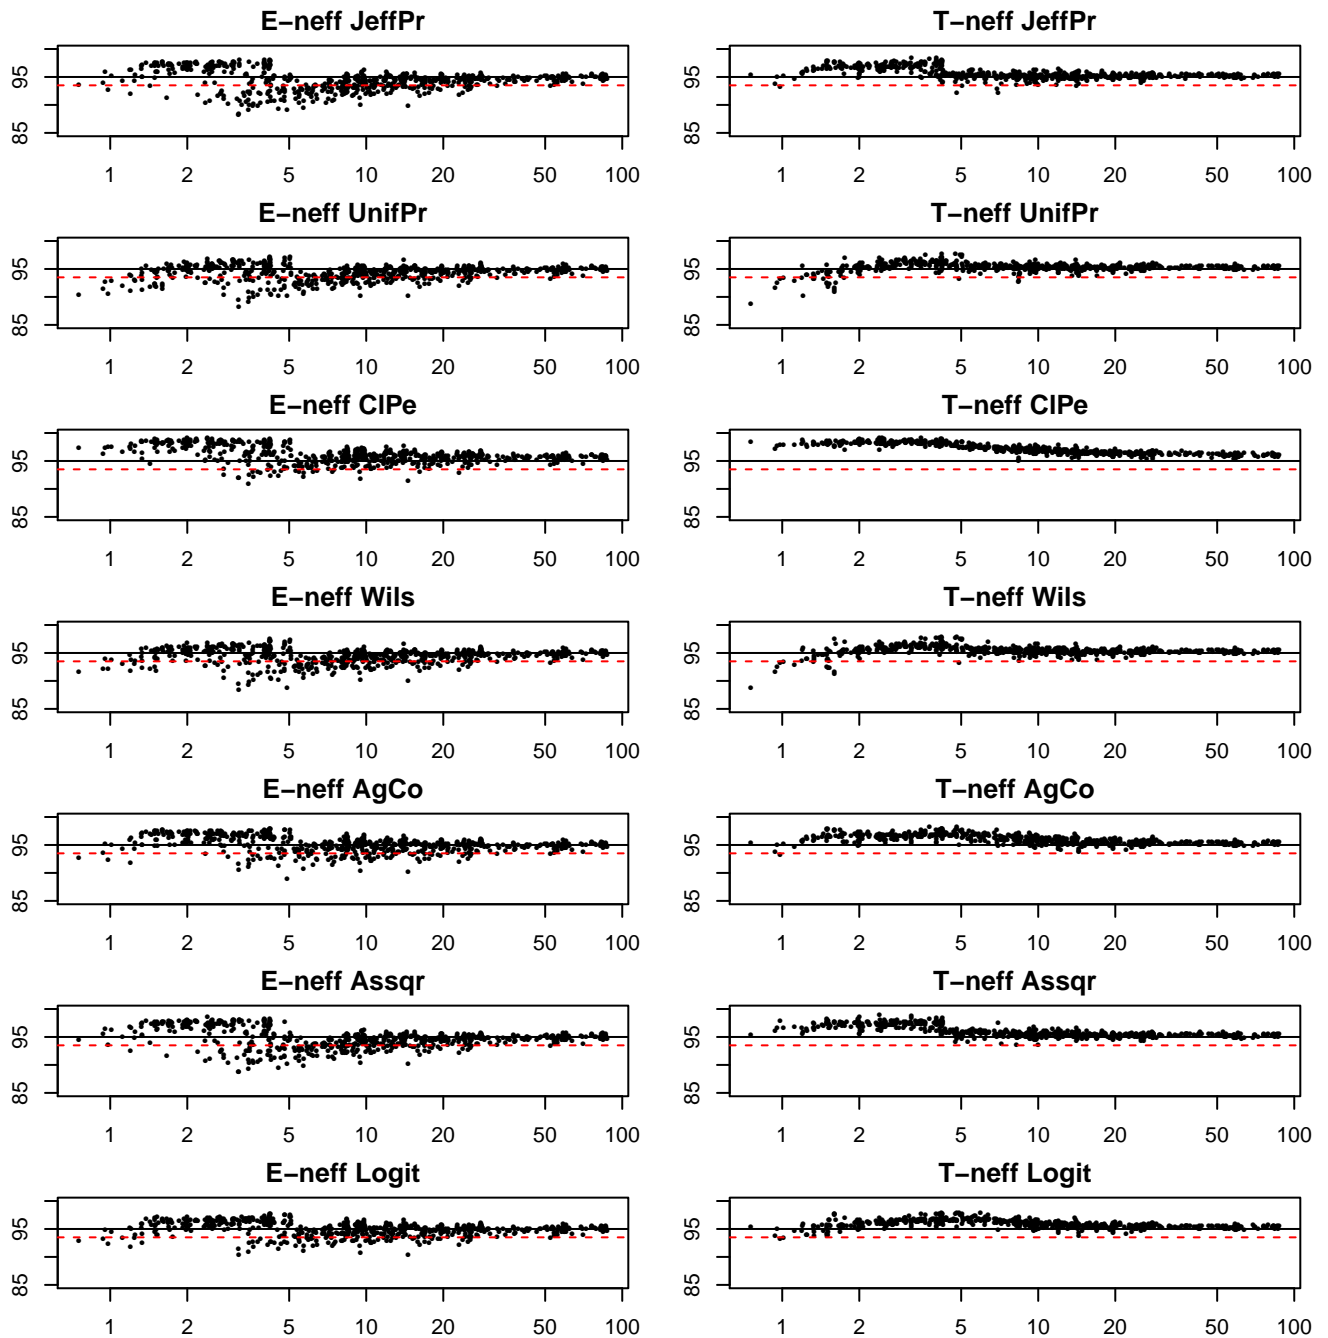 E−neff JeffPr T−neff JeffPr
95 95
85 85
1 2 5 10 20 50 100 1 2 5 10 20 50 100
E−neff UnifPr T−neff UnifPr
95 95
85 85
1 2 5 10 20 50 100 1 2 5 10 20 50 100
E−neff ClPe T−neff ClPe
95 95
85 85
1 2 5 10 20 50 100 1 2 5 10 20 50 100
E−neff Wils T−neff Wils
95 95
85 85
1 2 5 10 20 50 100 1 2 5 10 20 50 100
E−neff AgCo T−neff AgCo
95 95
85 85
1 2 5 10 20 50 100 1 2 5 10 20 50 100
E−neff Assqr T−neff Assqr
95 95
85 85
1 2 5 10 20 50 100 1 2 5 10 20 50 100
E−neff Logit T−neff Logit
95 95
85 85
1 2 5 10 20 50 100 1 2 5 10 20 50 100